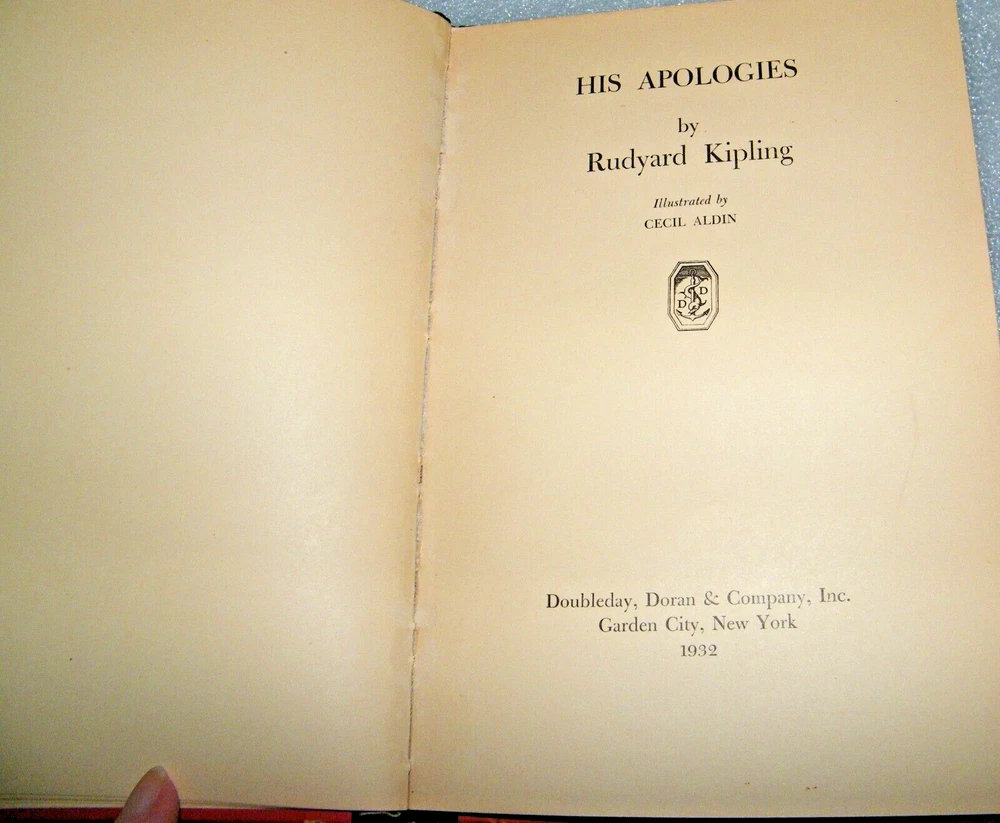 HIS APOLOGIES
by
Rudyard Kipling
Illustrated by
CECIL ALDIN
D D
D
Doubleday, Doran & Company, Inc.
Garden City, New York
1932